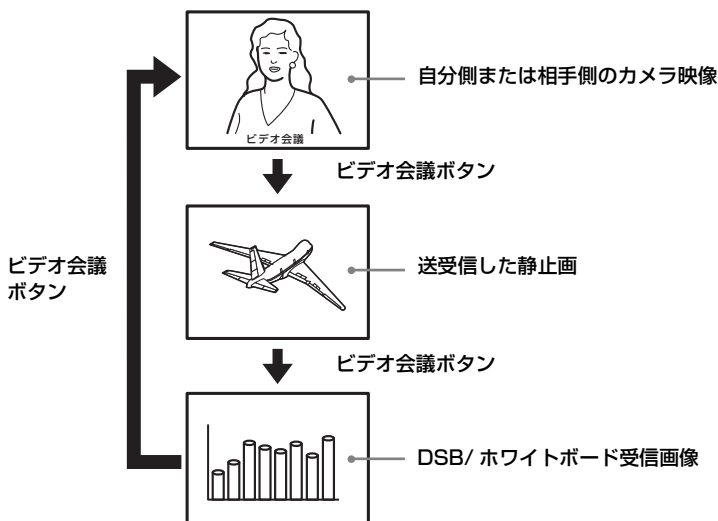 自分側または相手側のカメラ映像
ビデオ会議
ビデオ会議ボタン
ビデオ会議
ボタン
送受信した静止画
ビデオ会議ボタン
DSB/ ホワイトボード受信画像